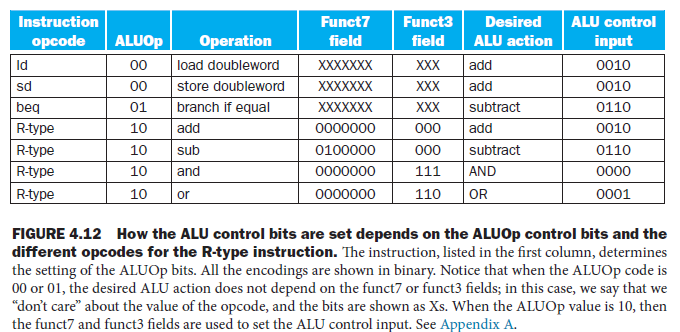 Instruction opcode ALUOp Operation Funct7 field Funct3 field Desired ALU action ALU control input
ld 00 load doubleword XXXXXXX XXX add 0010
sd 00 store doubleword XXXXXXX XXX add 0010
beq 01 branch if equal XXXXXXX XXX subtract 0110
R-type 10 add 0000000 000 add 0010
R-type 10 sub 0100000 000 subtract 0110
R-type 10 and 0000000 111 AND 0000
R-type 10 or 0000000 110 OR 0001
FIGURE 4.12 How the ALU control bits are set depends on the ALUOp control bits and the
different opcodes for the R-type instruction. The instruction, listed in the first column, determines
the setting of the ALUOp bits. All the encodings are shown in binary. Notice that when the ALUOp code is
00 or 01, the desired ALU action does not depend on the funct7 or funct3 fields; in this case, we say that we
“don’t care” about the value of the opcode, and the bits are shown as Xs. When the ALUOp value is 10, then
the funct7 and funct3 fields are used to set the ALU control input. See Appendix A.